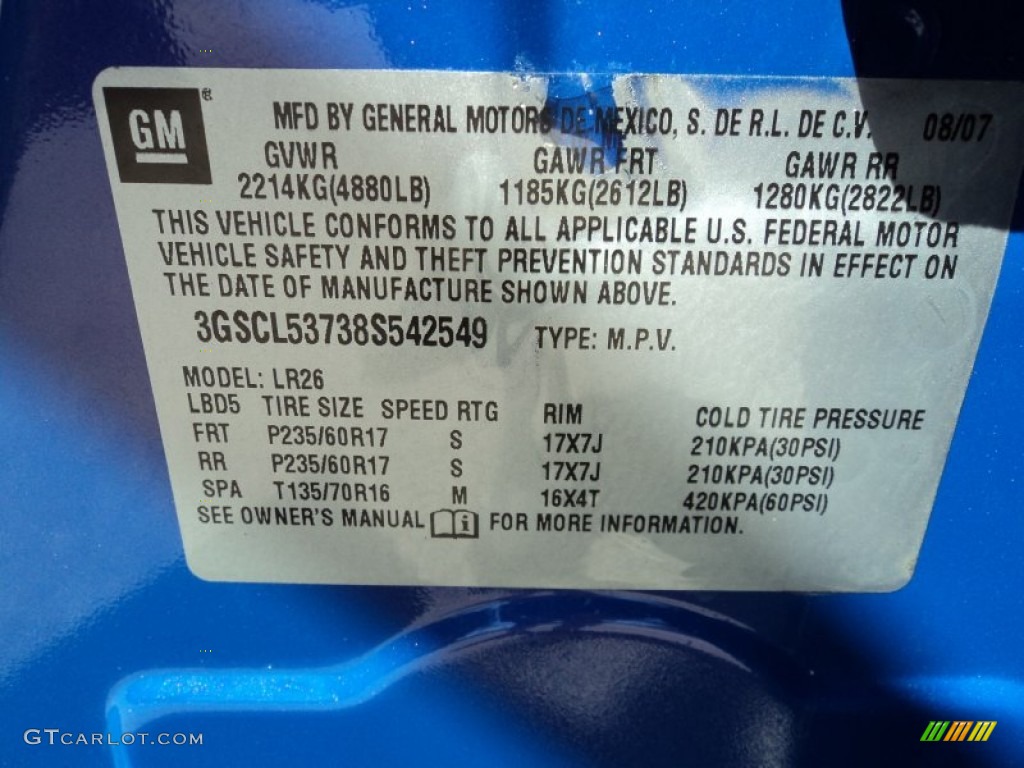 GM ®
MFD BY GENERAL MOTORS DE MEXICO, S. DE R.L. DE C.V. 08/07
GVWR GAWR FRT GAWR RR
2214KG(4880LB) 1185KG(2612LB) 1280KG(2822LB)
THIS VEHICLE CONFORMS TO ALL APPLICABLE U.S. FEDERAL MOTOR
VEHICLE SAFETY AND THEFT PREVENTION STANDARDS IN EFFECT ON
THE DATE OF MANUFACTURE SHOWN ABOVE.
3GSCL53738S542549 TYPE: M.P.V.
MODEL: LR26
LBD5 TIRE SIZE SPEED RTG RIM COLD TIRE PRESSURE
FRT P235/60R17 S 17X7J 210KPA(30PSI)
RR P235/60R17 S 17X7J 210KPA(30PSI)
SPA T135/70R16 M 16X4T 420KPA(60PSI)
SEE OWNER'S MANUAL i FOR MORE INFORMATION.
GTCARLOT.COM